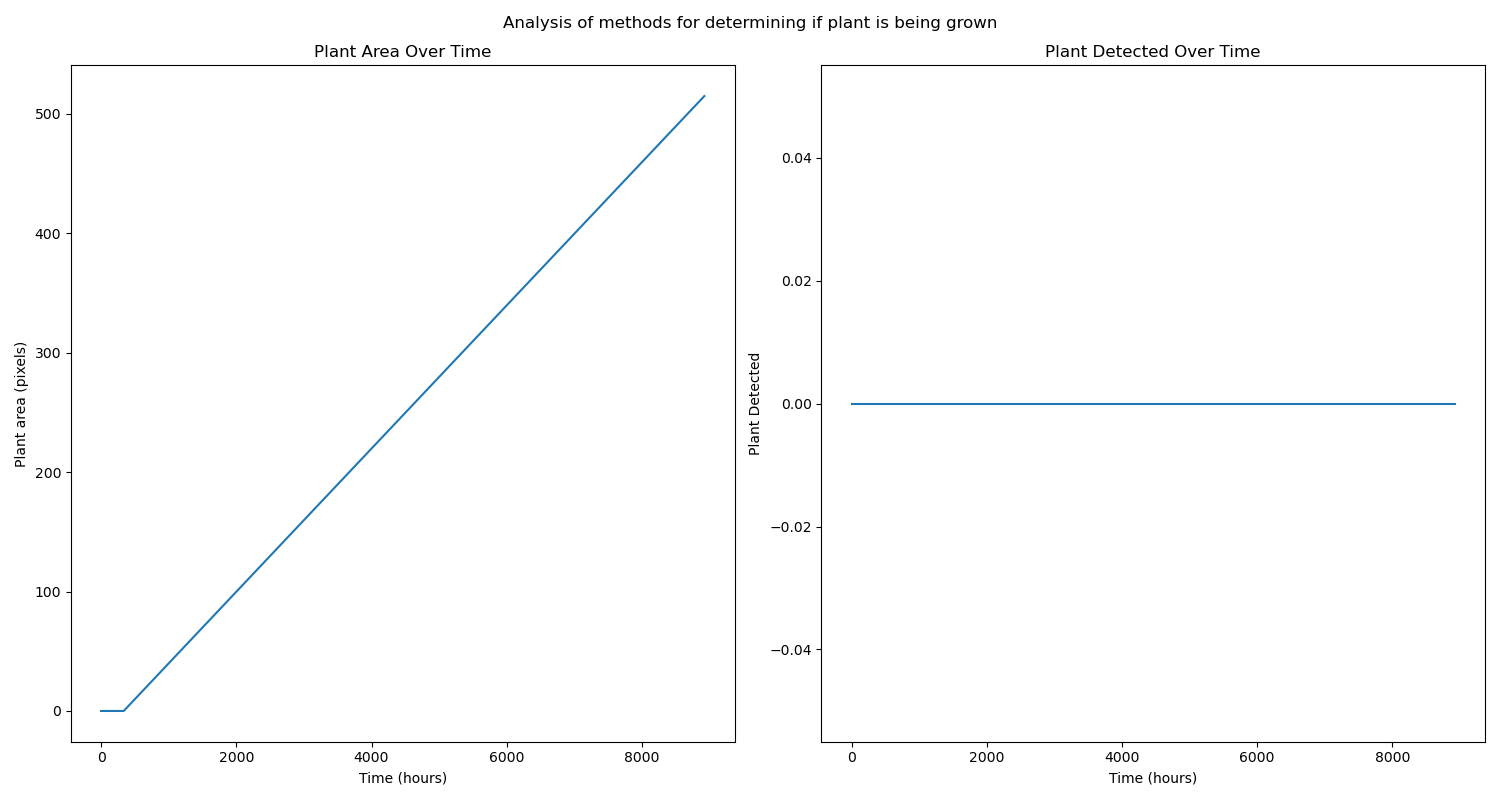 Analysis of methods for determining if plant is being grown
Plant Area Over Time
500
400
300
200
100
0
Plant area (pixels)
0 2000 4000 6000 8000
Time (hours)
Plant Detected Over Time
0.04
0.02
0.00
−0.02
−0.04
Plant Detected
0 2000 4000 6000 8000
Time (hours)